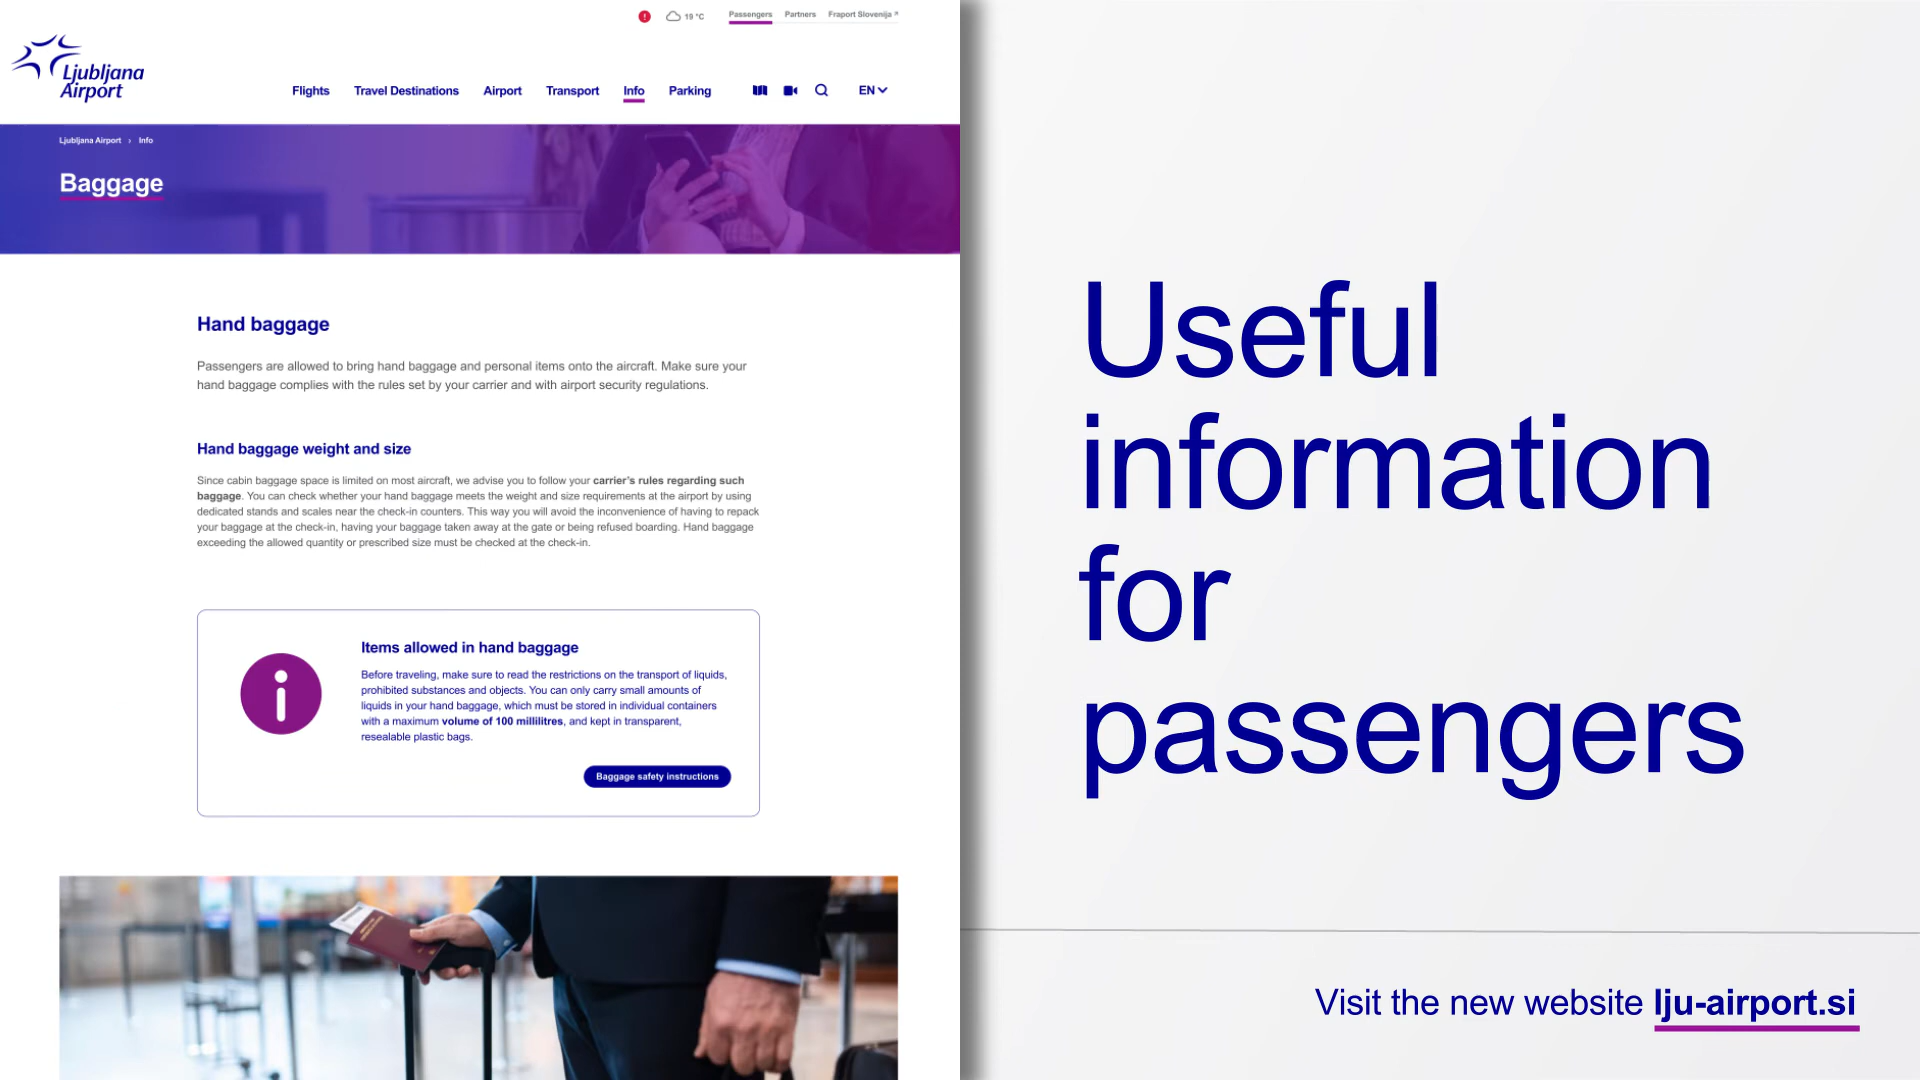 19 °C
Passengers Partners Fraport Slovenija
Ljubljana
Airport
Flights Travel Destinations Airport Transport Info Parking EN
Ljubljana Airport › Info
Baggage
Hand baggage
Passengers are allowed to bring hand baggage and personal items onto the aircraft. Make sure your
hand baggage complies with the rules set by your carrier and with airport security regulations.
Hand baggage weight and size
Since cabin baggage space is limited on most aircraft, we advise you to follow your carrier's rules regarding such
baggage. You can check whether your hand baggage meets the weight and size requirements at the airport by using
dedicated stands and scales near the check-in counters. This way you will avoid the inconvenience of having to repack
your baggage at the check-in, having your baggage taken away at the gate or being refused boarding. Hand baggage
exceeding the allowed quantity or prescribed size must be checked at the check-in.
Items allowed in hand baggage
Before traveling, make sure to read the restrictions on the transport of liquids,
prohibited substances and objects. You can only carry small amounts of
liquids in your hand baggage, which must be stored in individual containers
with a maximum volume of 100 millilitres, and kept in transparent,
resealable plastic bags.
Baggage safety instructions
Useful
information
for
passengers
Visit the new website lju-airport.si